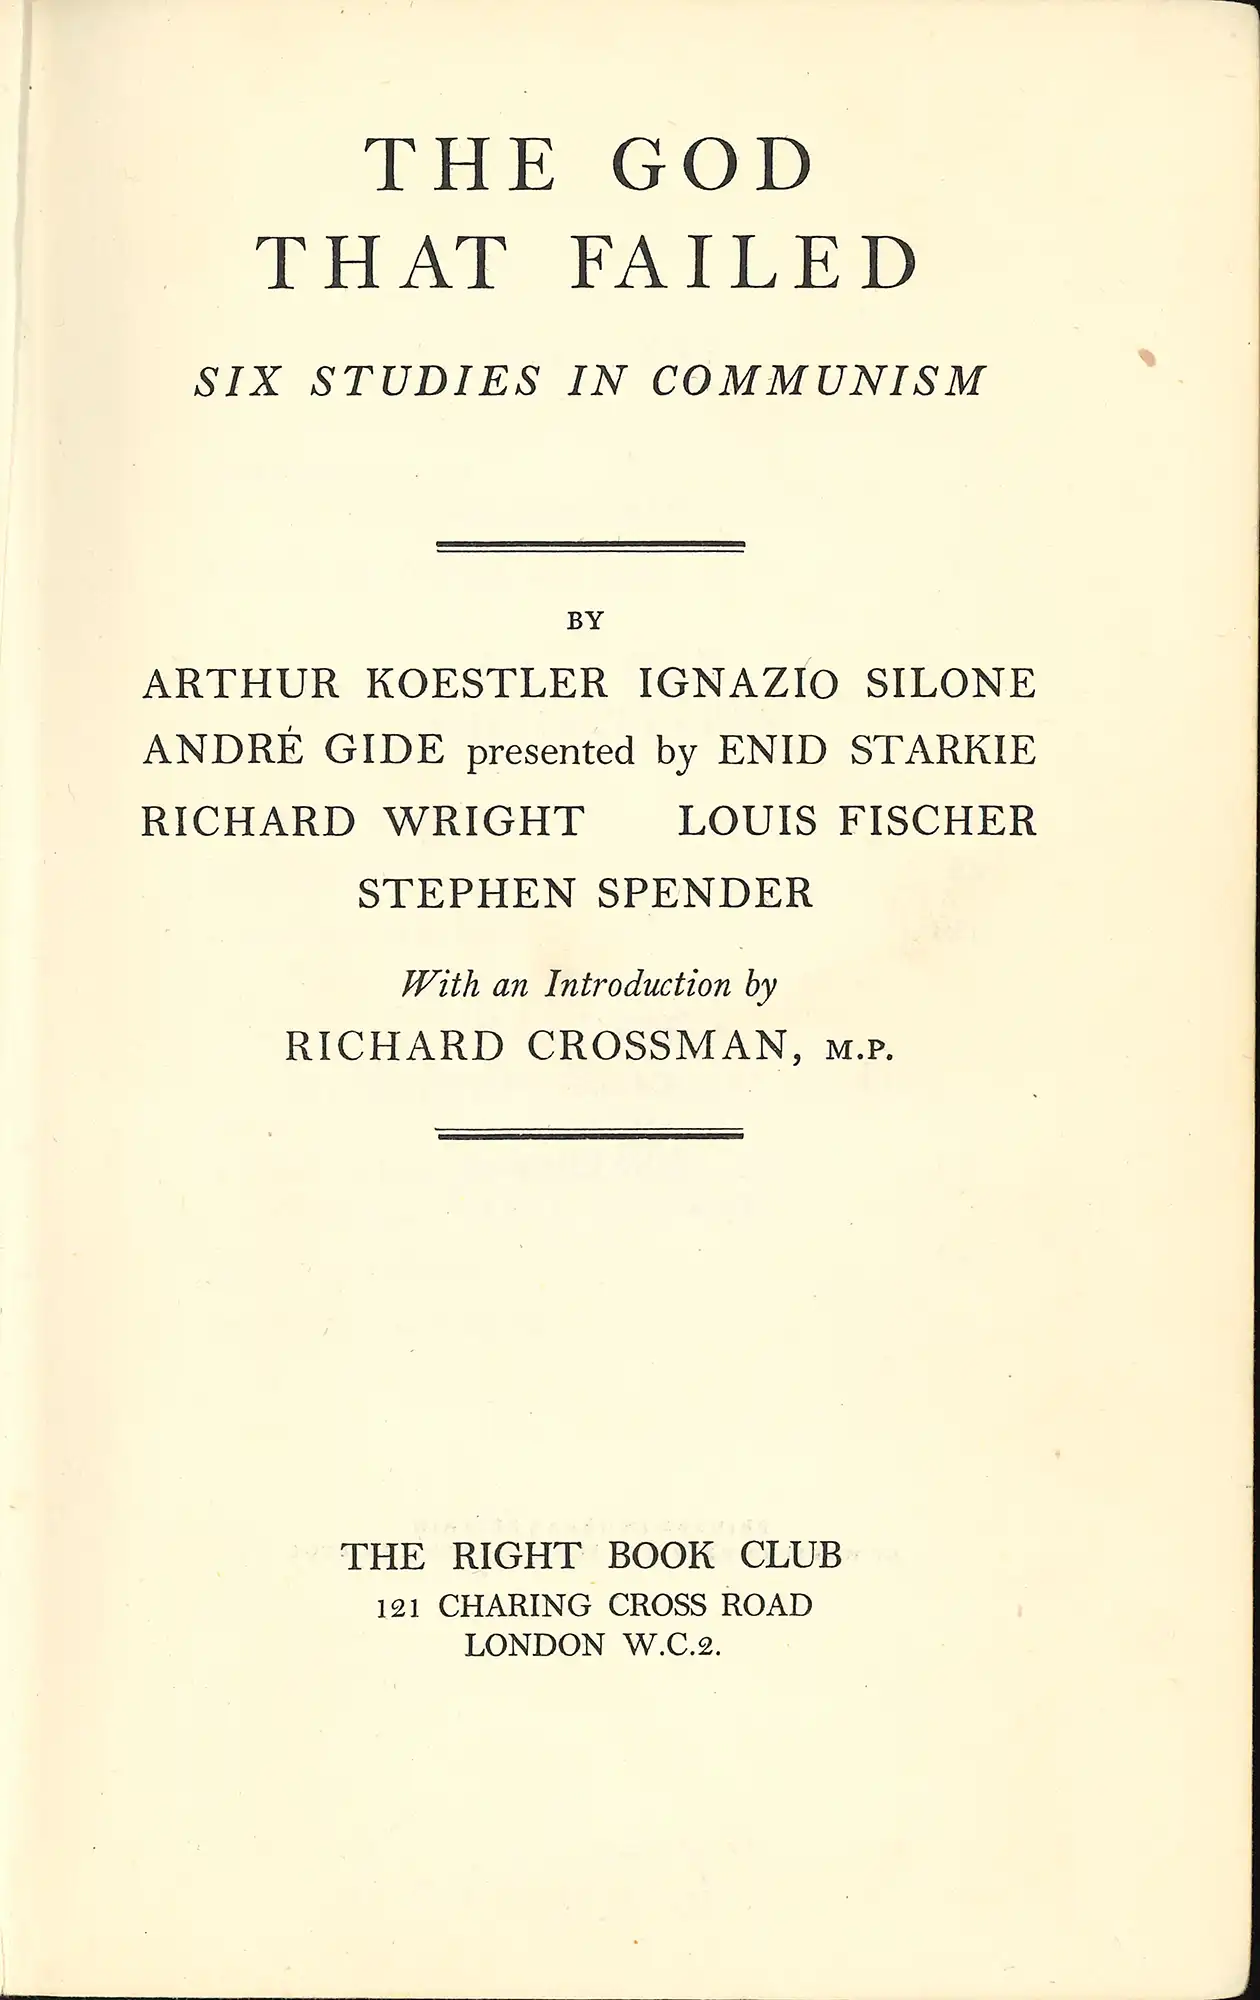 THE GOD
THAT FAILED
SIX STUDIES IN COMMUNISM
BY
ARTHUR KOESTLER IGNAZIO SILONE
ANDRÉ GIDE presented by ENID STARKIE
RICHARD WRIGHT LOUIS FISCHER
STEPHEN SPENDER
With an Introduction by
RICHARD CROSSMAN, M.P.
THE RIGHT BOOK CLUB
121 CHARING CROSS ROAD
LONDON W.C.2.